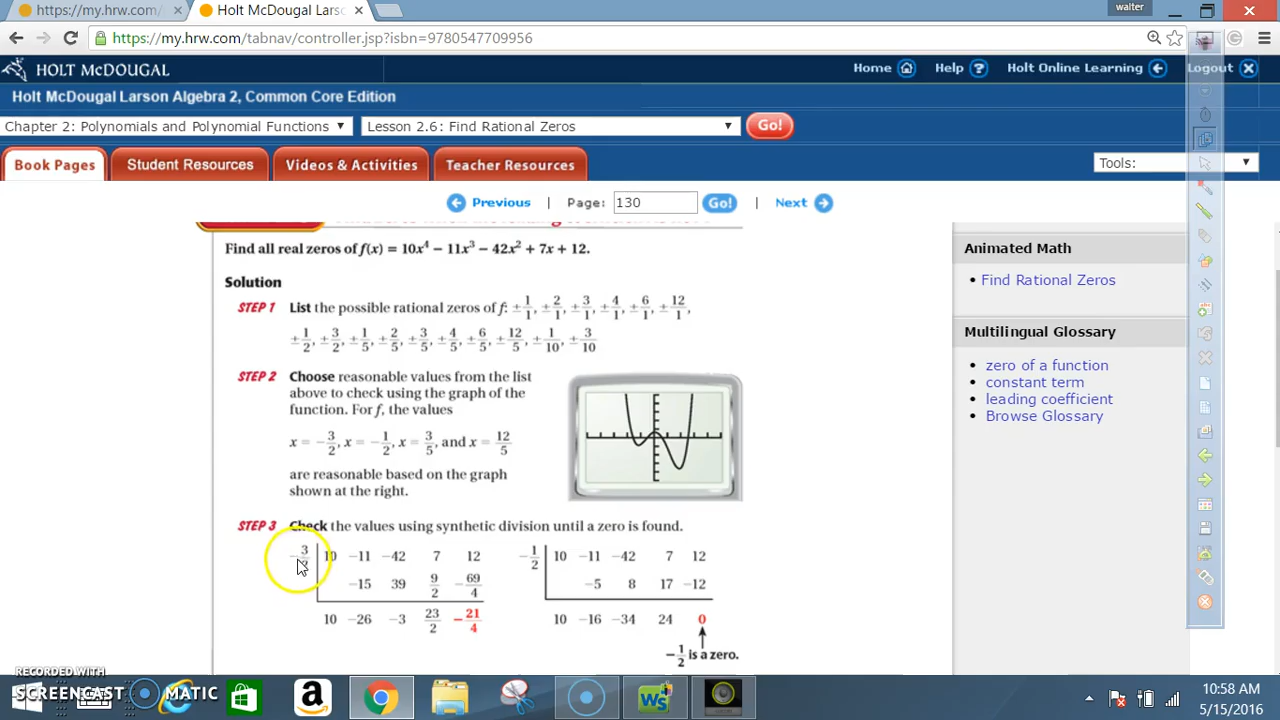 https://my.hrw.com/tabnav/
Holt McDougal Lars
walter
https://my.hrw.com/tabnav/controller.jsp?isbn=9780547709956
HOLT McDOUGAL
Home
Help
Holt Online Learning
Logout
Holt McDougal Larson Algebra 2, Common Core Edition
Chapter 2: Polynomials and Polynomial Functions
Lesson 2.6: Find Rational Zeros
Go!
Book Pages
Student Resources
Videos & Activities
Teacher Resources
Tools:
Previous | Page: 130 Go! | Next
Find all real zeros of f(x) = 10x⁴ − 11x³ − 42x² + 7x + 12.
Solution
STEP 1 List the possible rational zeros of f: ±1/1, ±2/1, ±3/1, ±4/1, ±6/1, ±12/1,
±1/2, ±3/2, ±1/5, ±2/5, ±3/5, ±4/5, ±6/5, ±12/5, ±1/10, ±3/10
STEP 2 Choose reasonable values from the list
above to check using the graph of the
function. For f, the values
x = −3/2, x = −1/2, x = 3/5, and x = 12/5
are reasonable based on the graph
shown at the right.
STEP 3 Check the values using synthetic division until a zero is found.
−3/2 10 −11 −42 7 12
−15 39 9/2 −69/4
10 −26 −3 23/2 −21/4
−1/2 10 −11 −42 7 12
−5 8 17 −12
10 −16 −34 24 0
−1/2 is a zero.
Animated Math
• Find Rational Zeros
Multilingual Glossary
• zero of a function
• constant term
• leading coefficient
• Browse Glossary
RECORDED WITH
SCREENCAST MATIC
10:58 AM
5/15/2016